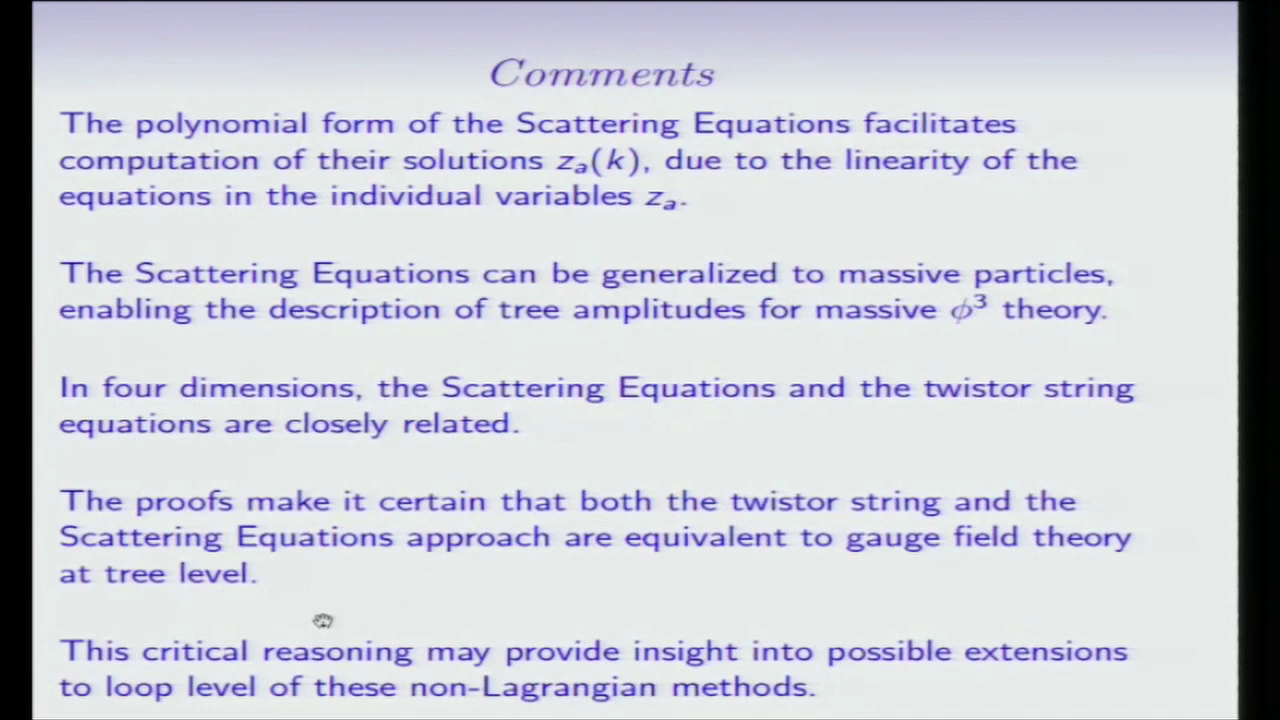 Comments
The polynomial form of the Scattering Equations facilitates
computation of their solutions zₐ(k), due to the linearity of the
equations in the individual variables zₐ.
The Scattering Equations can be generalized to massive particles,
enabling the description of tree amplitudes for massive ϕ³ theory.
In four dimensions, the Scattering Equations and the twistor string
equations are closely related.
The proofs make it certain that both the twistor string and the
Scattering Equations approach are equivalent to gauge field theory
at tree level.
This critical reasoning may provide insight into possible extensions
to loop level of these non-Lagrangian methods.